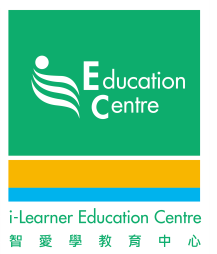 Education
Centre
i-Learner Education Centre
智愛學教育中心